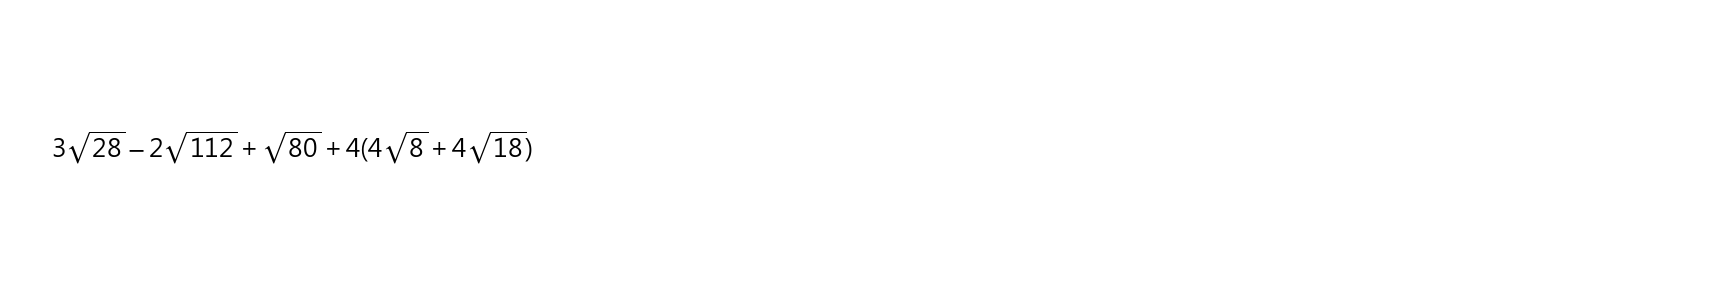 3√28 – 2√112 + √80 + 4(4√8 + 4√18)